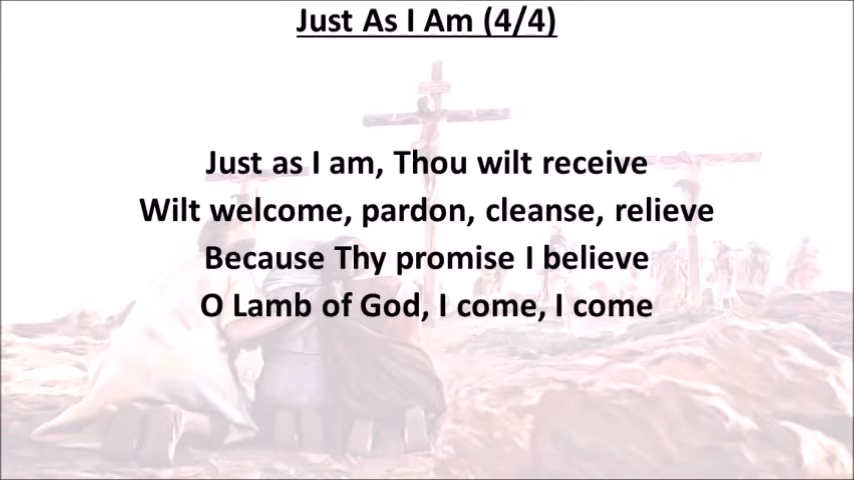 Just As I Am (4/4)
Just as I am, Thou wilt receive
Wilt welcome, pardon, cleanse, relieve
Because Thy promise I believe
O Lamb of God, I come, I come